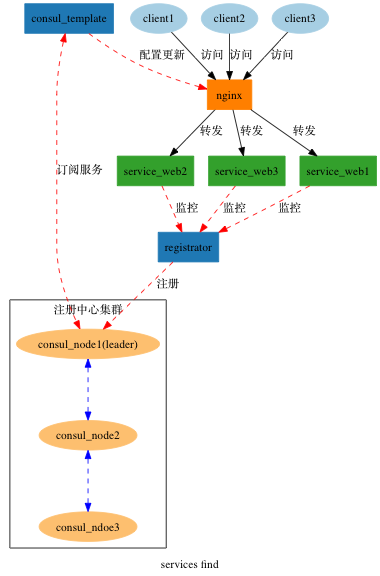 consul_template
client1
client2
client3
配置更新
访问
访问
访问
nginx
转发
转发
转发
订阅服务
service_web2
service_web3
service_web1
监控
监控
监控
registrator
注册
注册中心集群
consul_node1(leader)
consul_node2
consul_ndoe3
services find